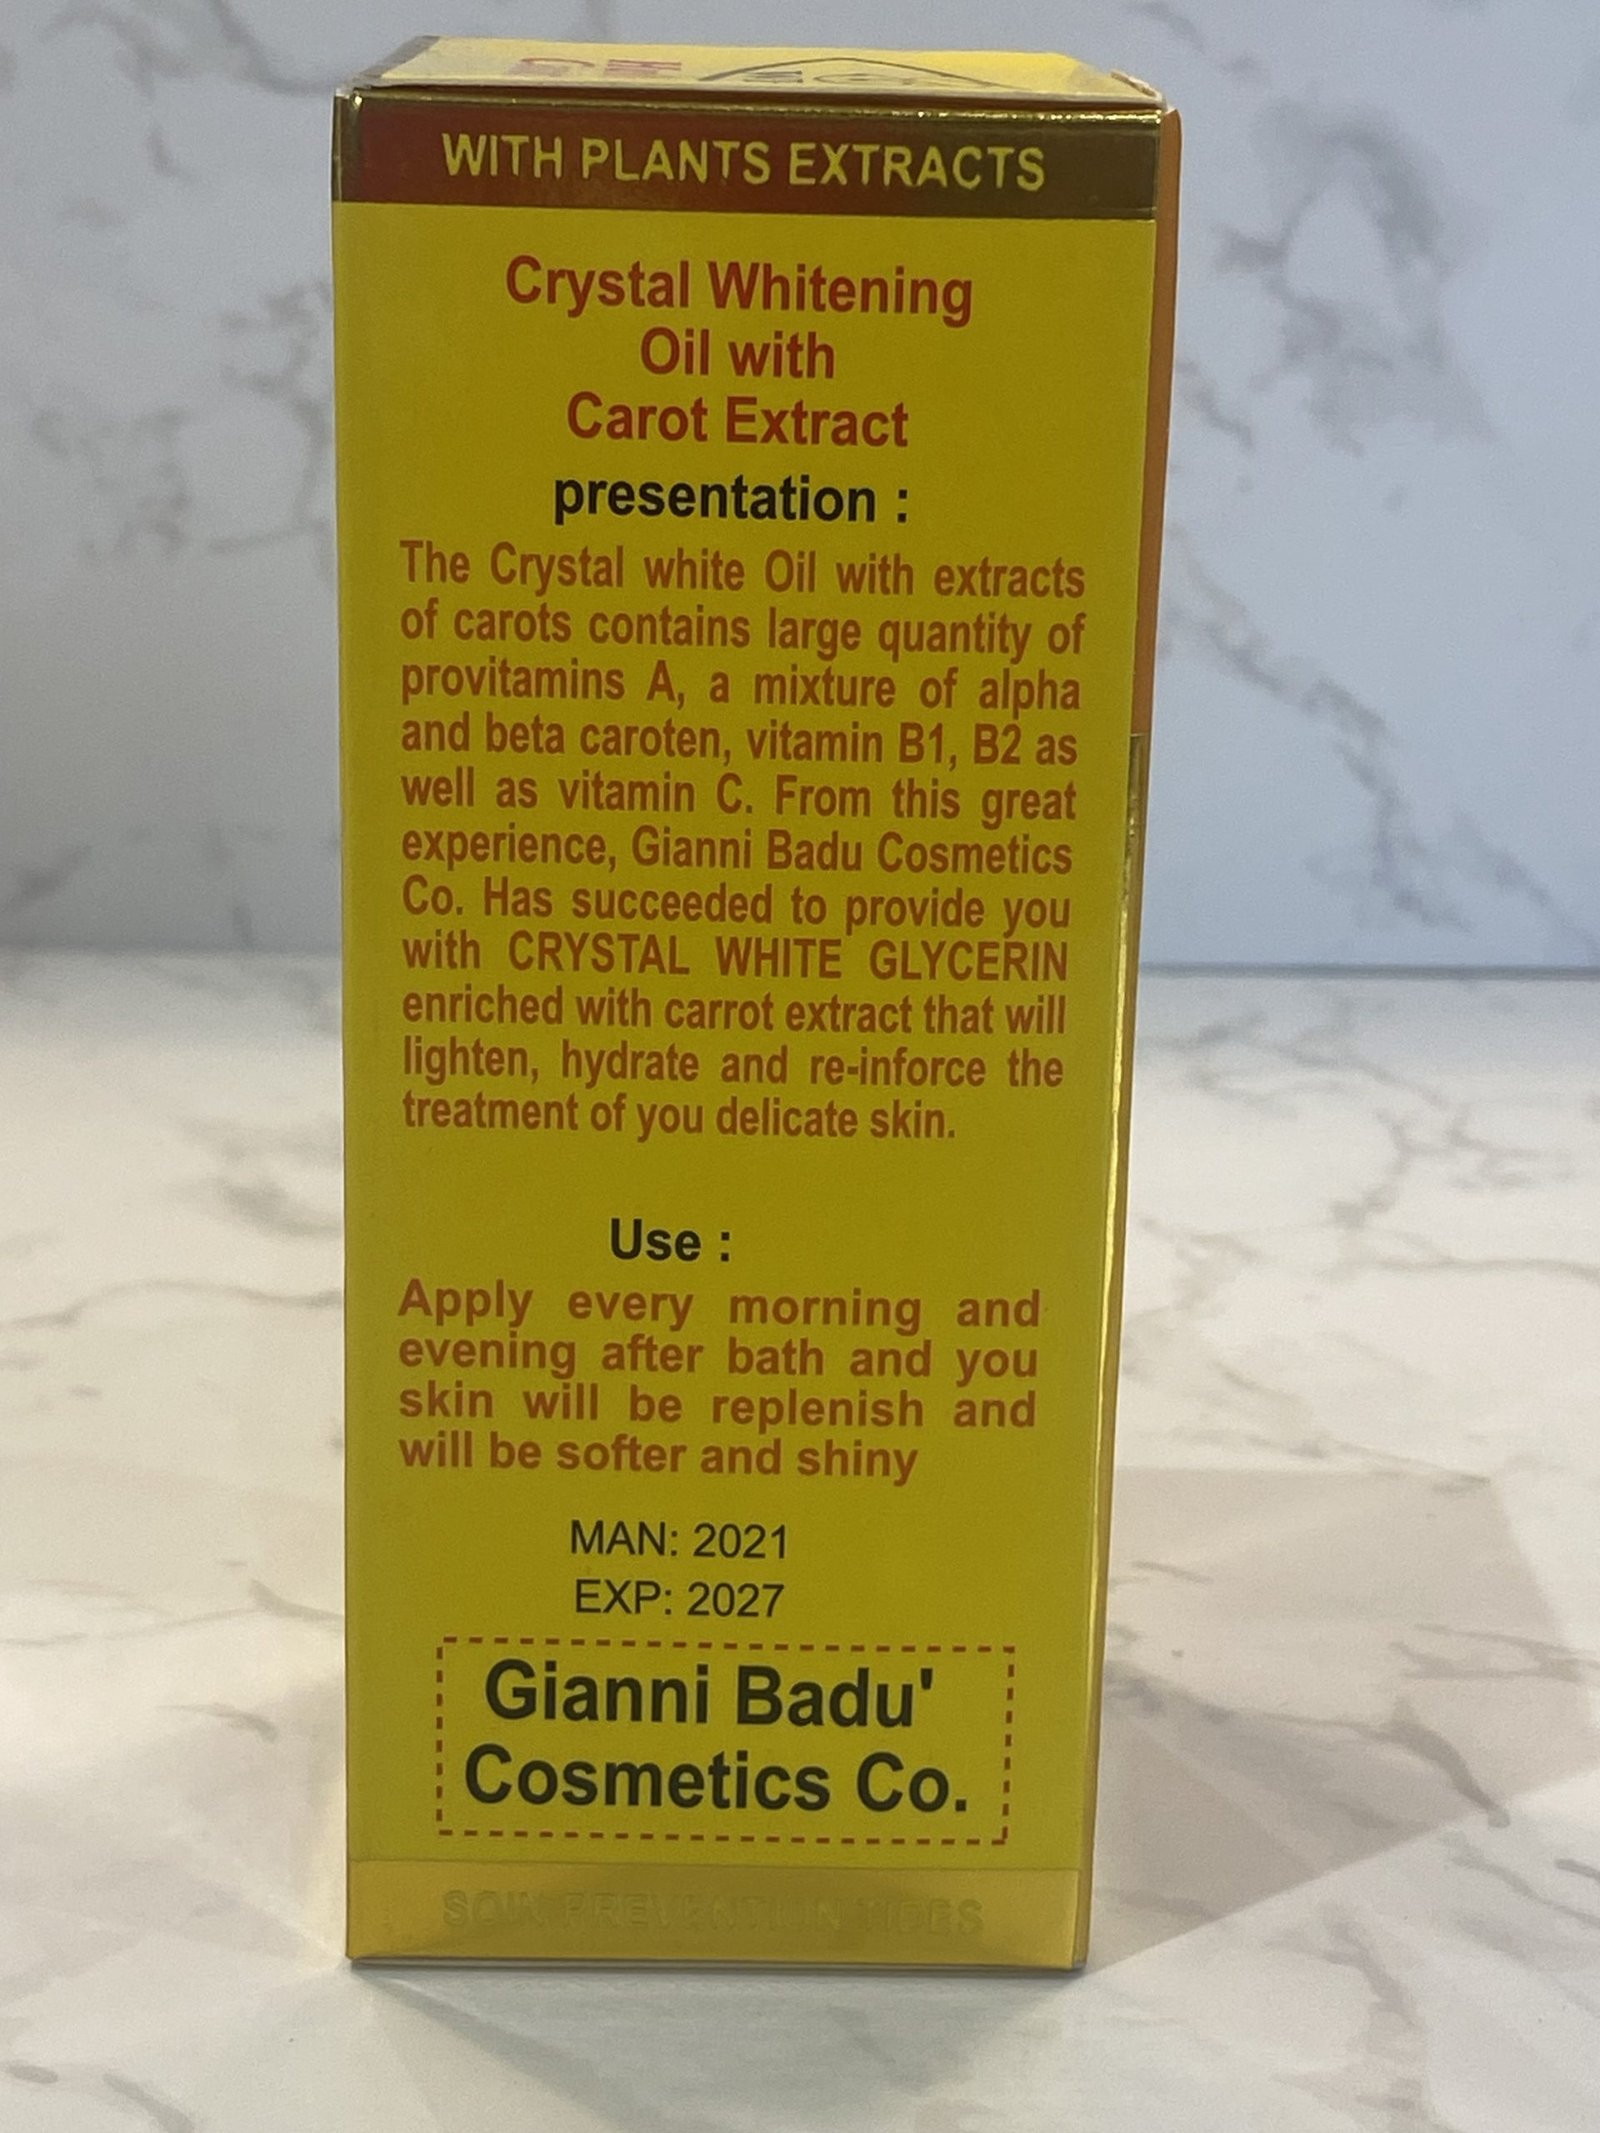 WITH PLANTS EXTRACTS
Crystal Whitening
Oil with
Carot Extract
presentation :
The Crystal white Oil with extracts
of carots contains large quantity of
provitamins A, a mixture of alpha
and beta caroten, vitamin B1, B2 as
well as vitamin C. From this great
experience, Gianni Badu Cosmetics
Co. Has succeeded to provide you
with CRYSTAL WHITE GLYCERIN
enriched with carrot extract that will
lighten, hydrate and re-inforce the
treatment of you delicate skin.
Use :
Apply every morning and
evening after bath and you
skin will be replenish and
will be softer and shiny
MAN: 2021
EXP: 2027
Gianni Badu'
Cosmetics Co.
SOIN PREVENTION RIDES